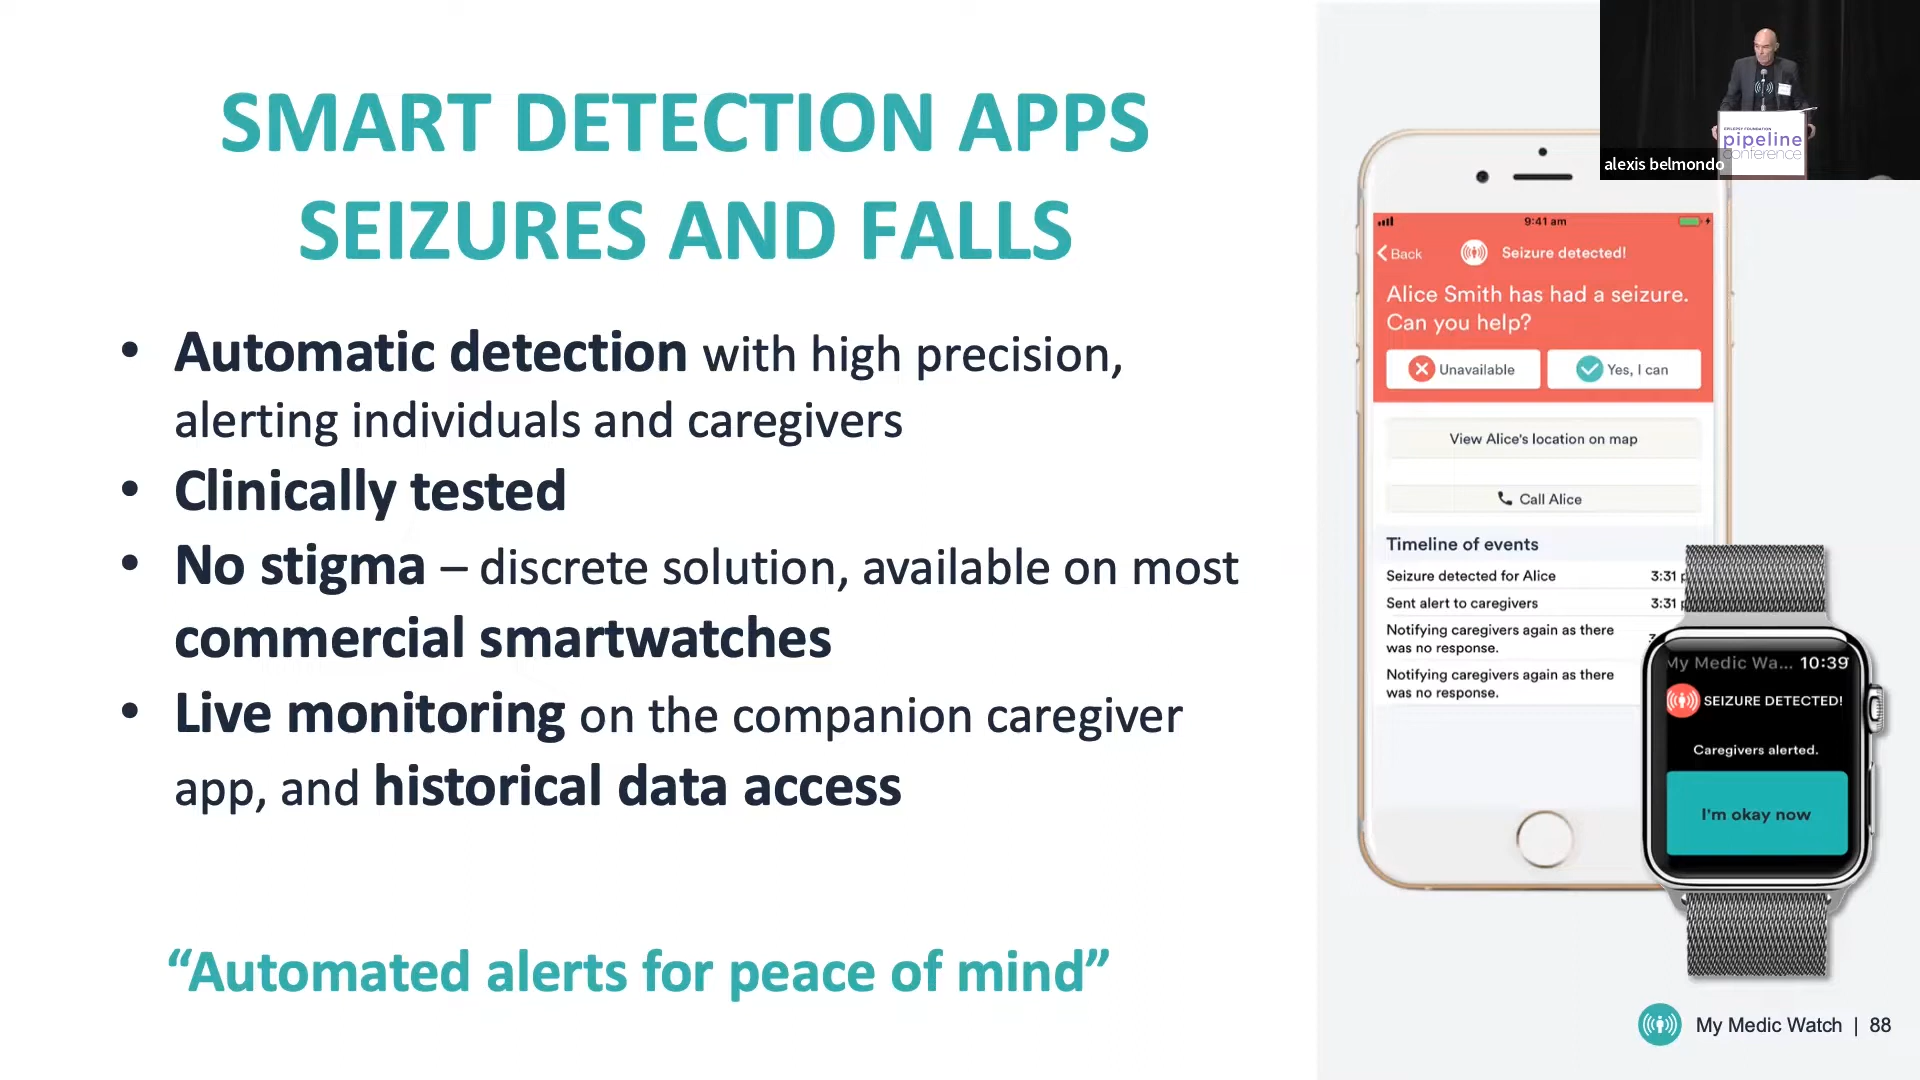 SMART DETECTION APPS
SEIZURES AND FALLS
• Automatic detection with high precision,
alerting individuals and caregivers
• Clinically tested
• No stigma – discrete solution, available on most
commercial smartwatches
• Live monitoring on the companion caregiver
app, and historical data access
“Automated alerts for peace of mind”
9:41 am
Back
Seizure detected!
Alice Smith has had a seizure.
Can you help?
Unavailable
Yes, I can
View Alice's location on map
Call Alice
Timeline of events
Seizure detected for Alice 3:31 p
Sent alert to caregivers 3:31 p
Notifying caregivers again as there
was no response.
Notifying caregivers again as there
was no response.
My Medic Wa... 10:39
SEIZURE DETECTED!
Caregivers alerted.
I'm okay now
My Medic Watch | 88
EPILEPSY FOUNDATION
pipeline
conference
alexis belmondo